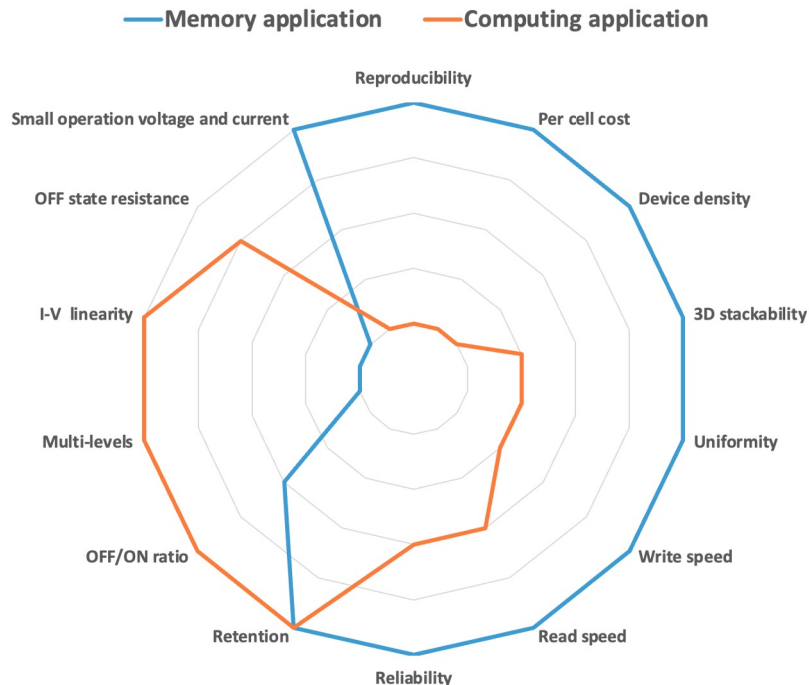 Memory application
Computing application
Reproducibility
Small operation voltage and current
Per cell cost
OFF state resistance
Device density
I-V linearity
3D stackability
Multi-levels
Uniformity
OFF/ON ratio
Write speed
Retention
Read speed
Reliability